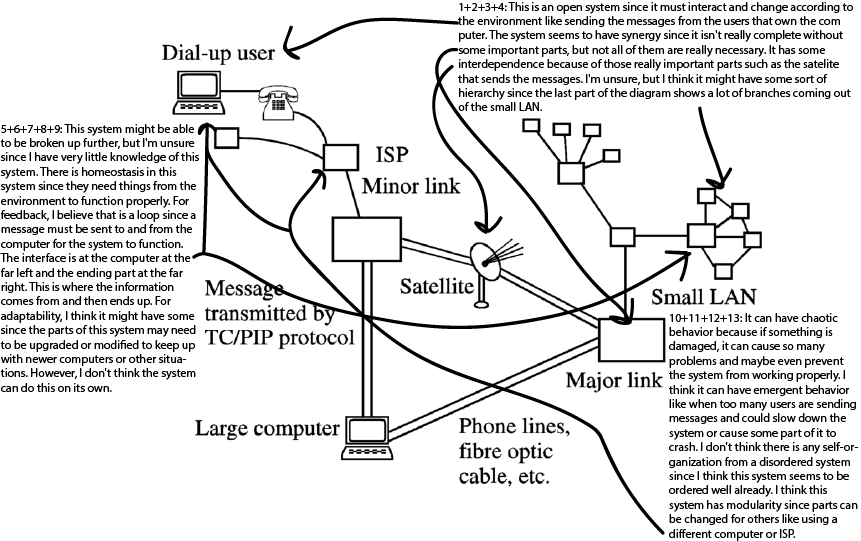 1+2+3+4: This is an open system since it must interact and change according to
the environment like sending the messages from the users that own the com
puter. The system seems to have synergy since it isn't really complete without
some important parts, but not all of them are really necessary. It has some
interdependence because of those really important parts such as the satelite
that sends the messages. I'm unsure, but I think it might have some sort of
hierarchy since the last part of the diagram shows a lot of branches coming out
of the small LAN.
Dial-up user
5+6+7+8+9: This system might be able
to be broken up further, but I'm unsure
since I have very little knowledge of this
system. There is homeostasis in this
system since they need things from the
environment to function properly. For
feedback, I believe that is a loop since a
message must be sent to and from the
computer for the system to function.
The interface is at the computer at the
far left and the ending part at the far
right. This is where the information
comes from and then ends up. For
adaptability, I think it might have some
since the parts of this system may need
to be upgraded or modified to keep up
with newer computers or other situa-
tions. However, I don't think the system
can do this on its own.
ISP
Minor link
Satellite
Message
transmitted by
TC/PIP protocol
Small LAN
Major link
10+11+12+13: It can have chaotic
behavior because if something is
damaged, it can cause so many
problems and maybe even prevent
the system from working properly. I
think it can have emergent behavior
like when too many users are sending
messages and could slow down the
system or cause some part of it to
crash. I don't think there is any self-or-
ganization from a disordered system
since I think this system seems to be
ordered well already. I think this
system has modularity since parts can
be changed for others like using a
different computer or ISP.
Large computer
Phone lines,
fibre optic
cable, etc.